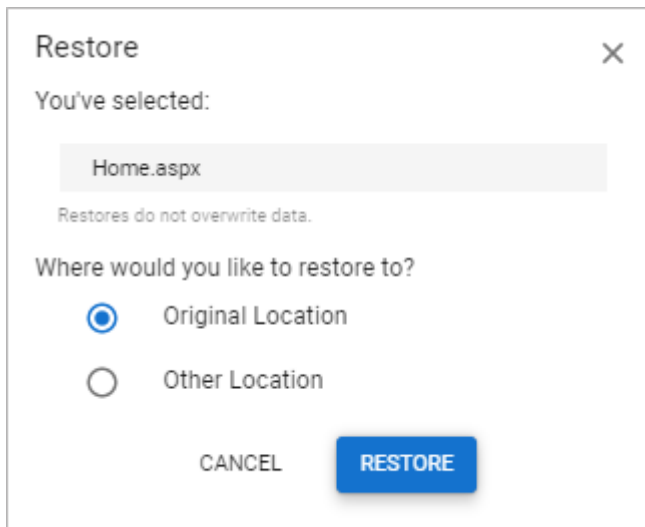 Restore
You've selected:
Home.aspx
Restores do not overwrite data.
Where would you like to restore to?
Original Location
Other Location
CANCEL RESTORE